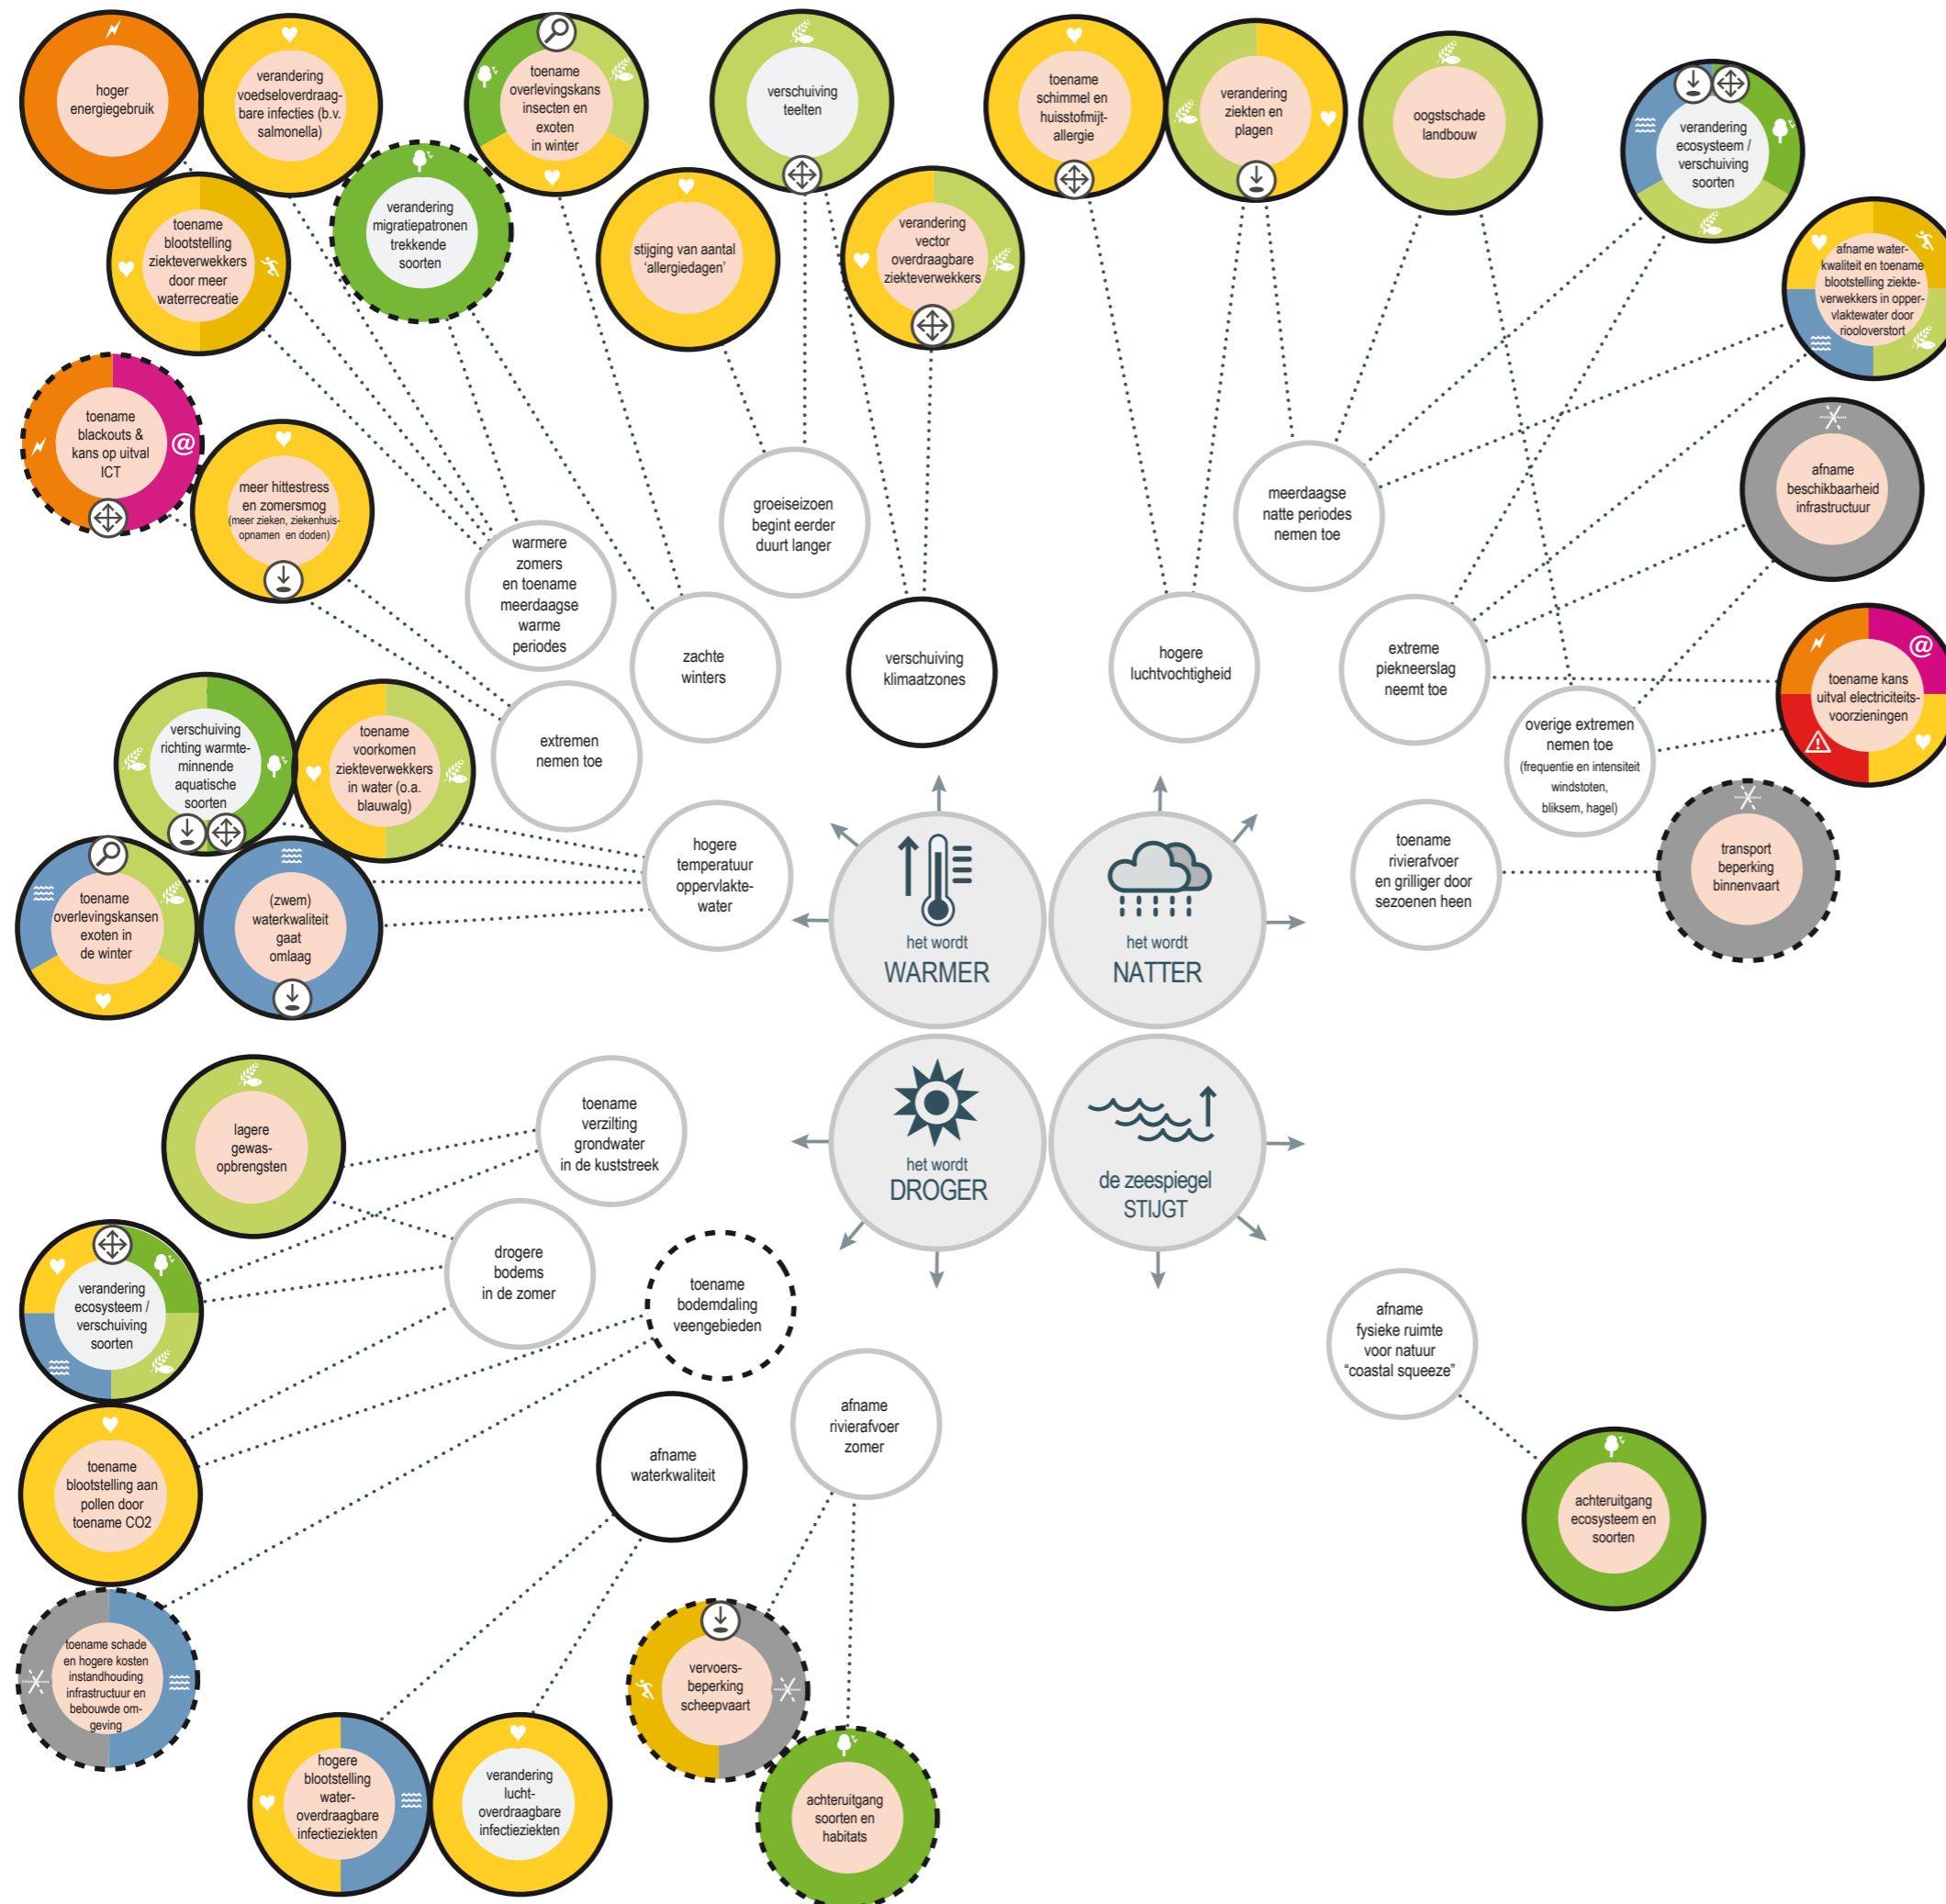 hoger
energiegebruik
verandering
voedseloverdraag-
bare infecties (b.v.
salmonella)
toename
overlevingskans
insecten en
exoten
in winter
verschuiving
teelten
toename
schimmel en
huisstofmijt-
allergie
verandering
ziekten en
plagen
oogstschade
landbouw
verandering
ecosysteem /
verschuiving
soorten
toename
blootstelling
ziekteverwekkers
door meer
waterrecreatie
verandering
migratiepatronen
trekkende
soorten
stijging van aantal
‘allergiedagen’
verandering
vector
overdraagbare
ziekteverwekkers
afname water-
kwaliteit en toename
blootstelling ziekte-
verwekkers in opper-
vlaktewater door
riooloverstort
toename
blackouts &
kans op uitval
ICT
@
meer hittestress
en zomersmog
(meer zieken, ziekenhuis-
opnamen en doden)
groeiseizoen
begint eerder
duurt langer
meerdaagse
natte periodes
nemen toe
afname
beschikbaarheid
infrastructuur
warmere
zomers
en toename
meerdaagse
warme
periodes
zachte
winters
verschuiving
klimaatzones
hogere
luchtvochtigheid
extreme
piekneerslag
neemt toe
@
toename kans
uitval electriciteits-
voorzieningen
verschuiving
richting warmte-
minnende
aquatische
soorten
toename
voorkomen
ziekteverwekkers
in water (o.a.
blauwalg)
extremen
nemen toe
overige extremen
nemen toe
(frequentie en intensiteit
windstoten,
bliksem, hagel)
toename
overlevingskansen
exoten in
de winter
(zwem)
waterkwaliteit
gaat
omlaag
hogere
temperatuur
oppervlakte-
water
het wordt
WARMER
het wordt
NATTER
toename
rivierafvoer
en grilliger door
sezoenen heen
transport
beperking
binnenvaart
lagere
gewas-
opbrengsten
toename
verzilting
grondwater
in de kuststreek
het wordt
DROGER
de zeespiegel
STIJGT
verandering
ecosysteem /
verschuiving
soorten
drogere
bodems
in de zomer
toename
bodemdaling
veengebieden
afname
fysieke ruimte
voor natuur
“coastal squeeze”
toename
blootstelling aan
pollen door
toename CO2
afname
waterkwaliteit
afname
rivierafvoer
zomer
achteruitgang
ecosysteem en
soorten
toename schade
en hogere kosten
instandhouding
infrastructuur en
bebouwde om-
geving
vervoers-
beperking
scheepvaart
hogere
blootstelling
water-
overdraagbare
infectieziekten
verandering
lucht-
overdraagbare
infectieziekten
achteruitgang
soorten en
habitats